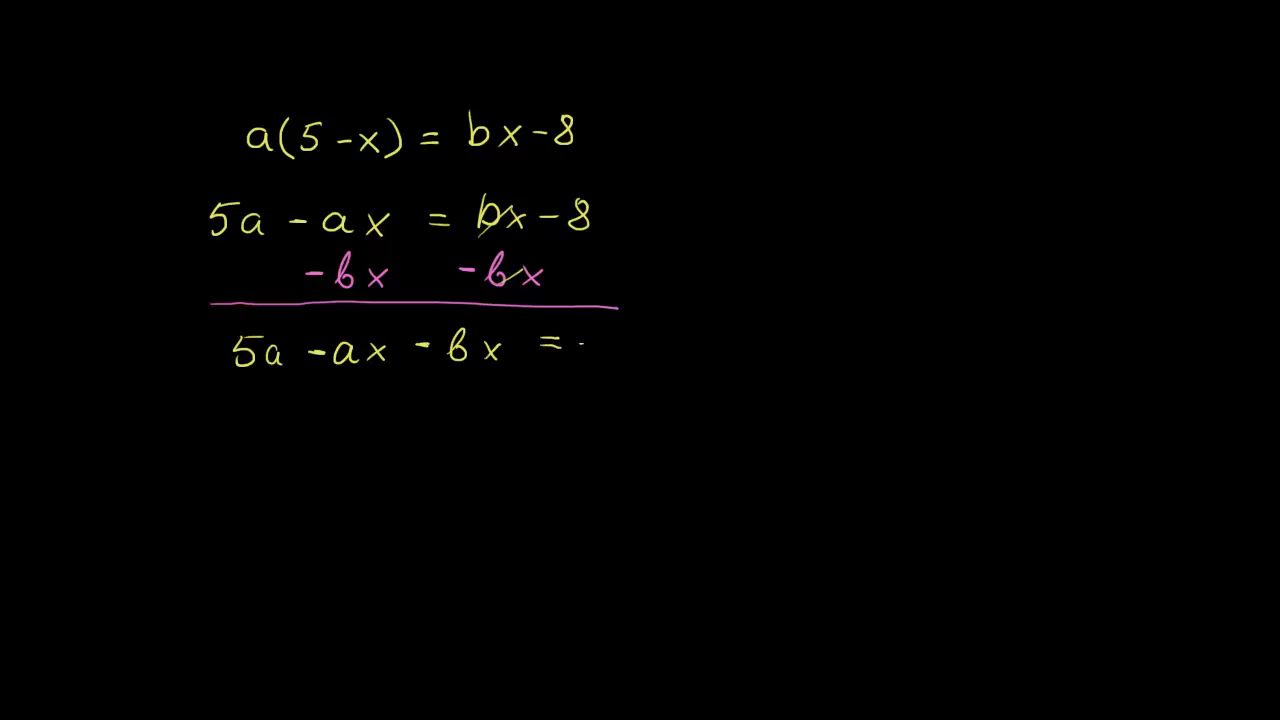 a(5-x) = bx-8
5a - ax = bx-8
-bx -bx
5a -ax - bx = -